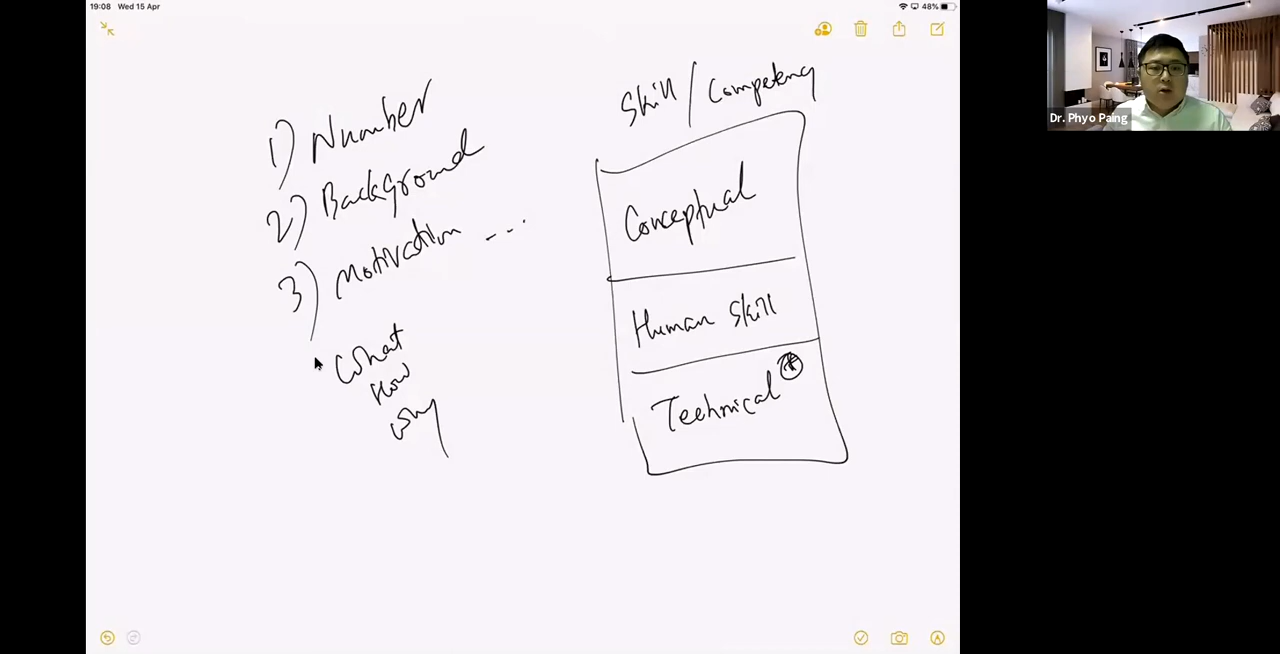 19:08 Wed 15 Apr
48%
1) Number
2) Background
3) Motivation ...
What
How
Why
Skill / Competency
Conceptual
Human Skill
Technical *
Dr. Phyo Paing